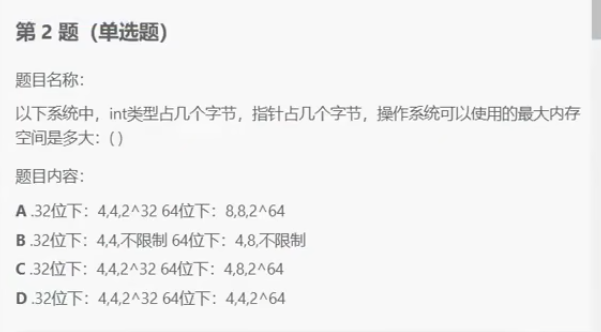 第 2 题（单选题）
题目名称：
以下系统中，int类型占几个字节，指针占几个字节，操作系统可以使用的最大内存
空间是多大：( )
题目内容：
A .32位下：4,4,2^32 64位下：8,8,2^64
B .32位下：4,4,不限制 64位下：4,8,不限制
C .32位下：4,4,2^32 64位下：4,8,2^64
D .32位下：4,4,2^32 64位下：4,4,2^64